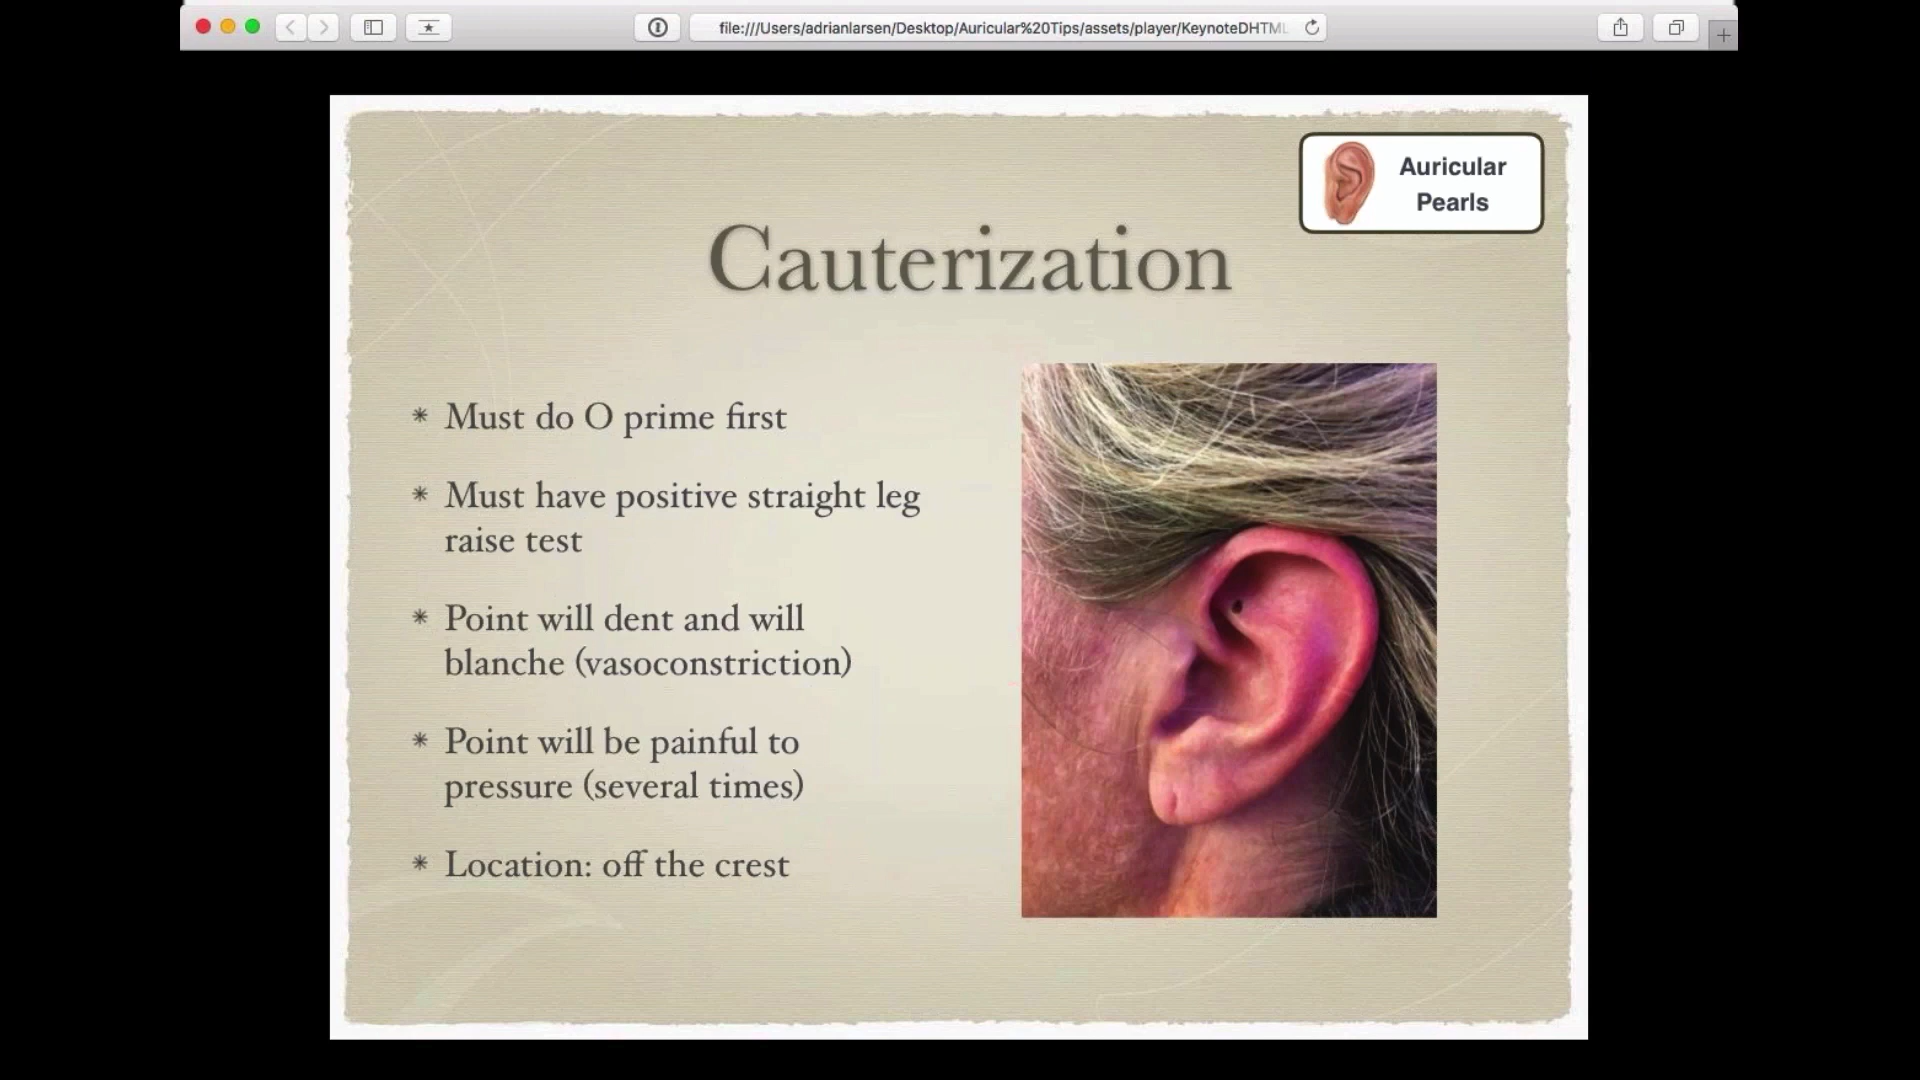 file:///Users/adrianlarsen/Desktop/Auricular%20Tips/assets/player/KeynoteDHTML
Auricular
Pearls
Cauterization
* Must do O prime first
* Must have positive straight leg
raise test
* Point will dent and will
blanche (vasoconstriction)
* Point will be painful to
pressure (several times)
* Location: off the crest